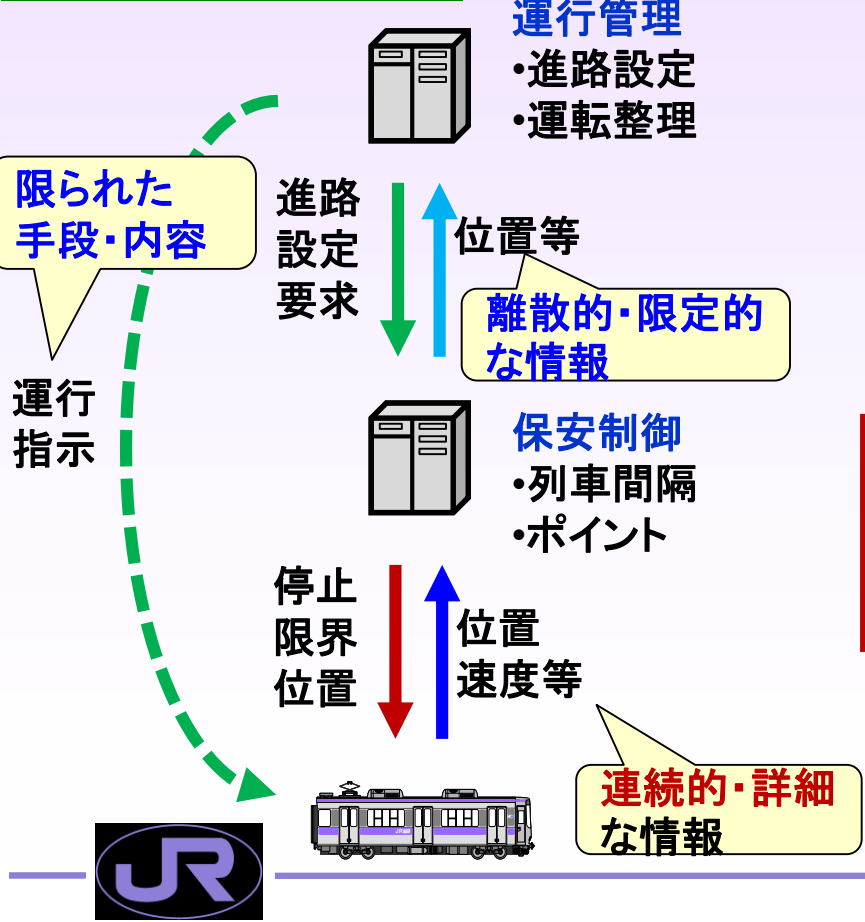 運行管理
•進路設定
•運転整理
限られた
手段・内容
進路
設定
要求
位置等
離散的・限定的
な情報
運行
指示
保安制御
•列車間隔
•ポイント
停止
限界
位置
位置
速度等
連続的・詳細
な情報
JR
JR